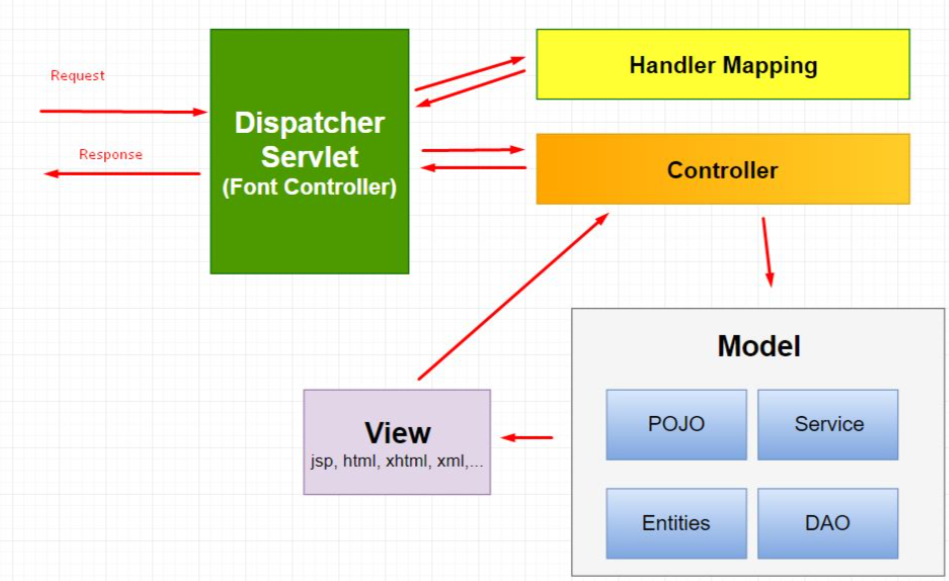 Request
Response
Dispatcher
Servlet
(Font Controller)
Handler Mapping
Controller
Model
POJO
Service
Entities
DAO
View
jsp, html, xhtml, xml,...